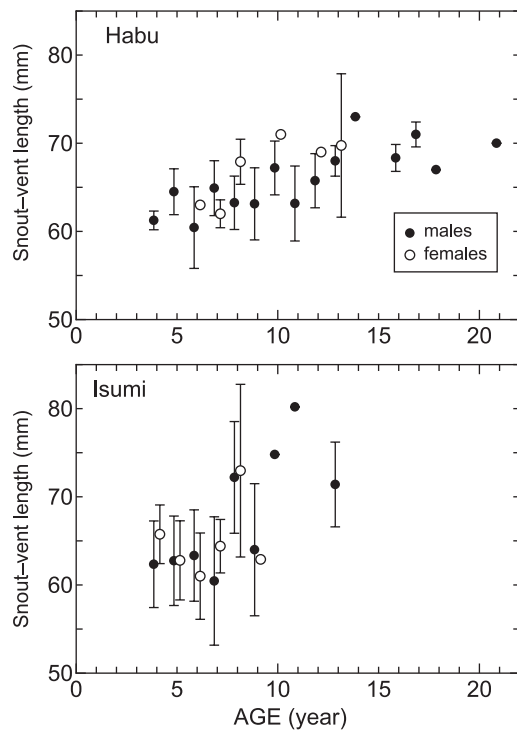 Habu
Snout–vent length (mm)
80
70
60
50
0 5 10 15 20
males
females
Isumi
Snout–vent length (mm)
80
70
60
50
0 5 10 15 20
AGE (year)